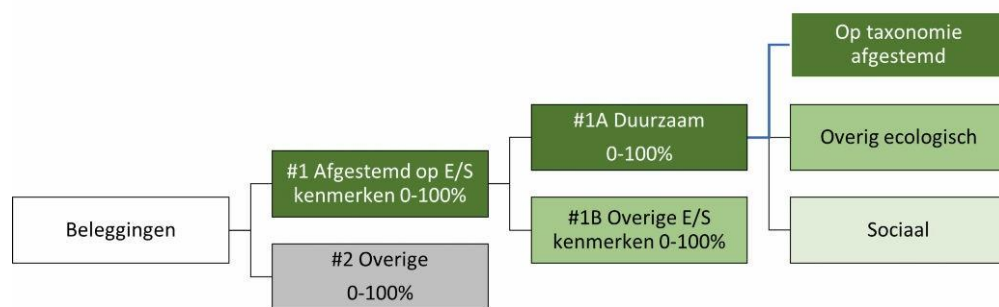 Beleggingen
#1 Afgestemd op E/S
kenmerken 0-100%
#2 Overige
0-100%
#1A Duurzaam
0-100%
#1B Overige E/S
kenmerken 0-100%
Op taxonomie
afgestemd
Overig ecologisch
Sociaal